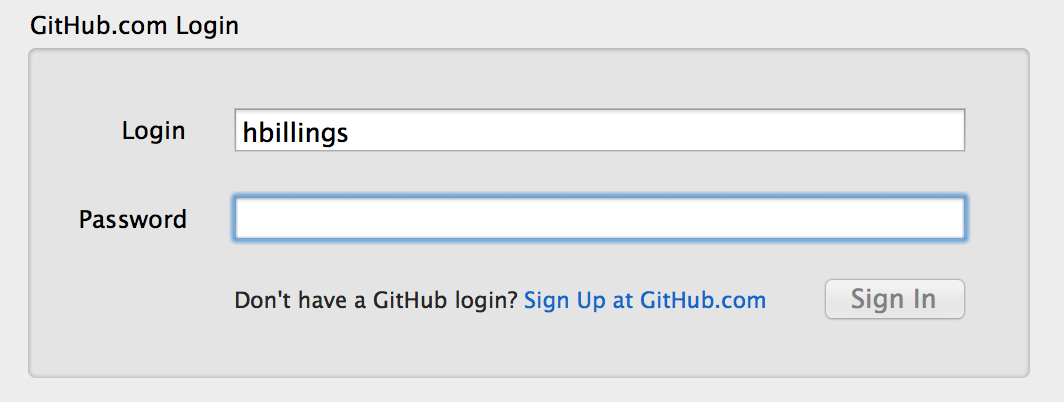 GitHub.com Login
Login
hbillings
Password
Don't have a GitHub login? Sign Up at GitHub.com
Sign In